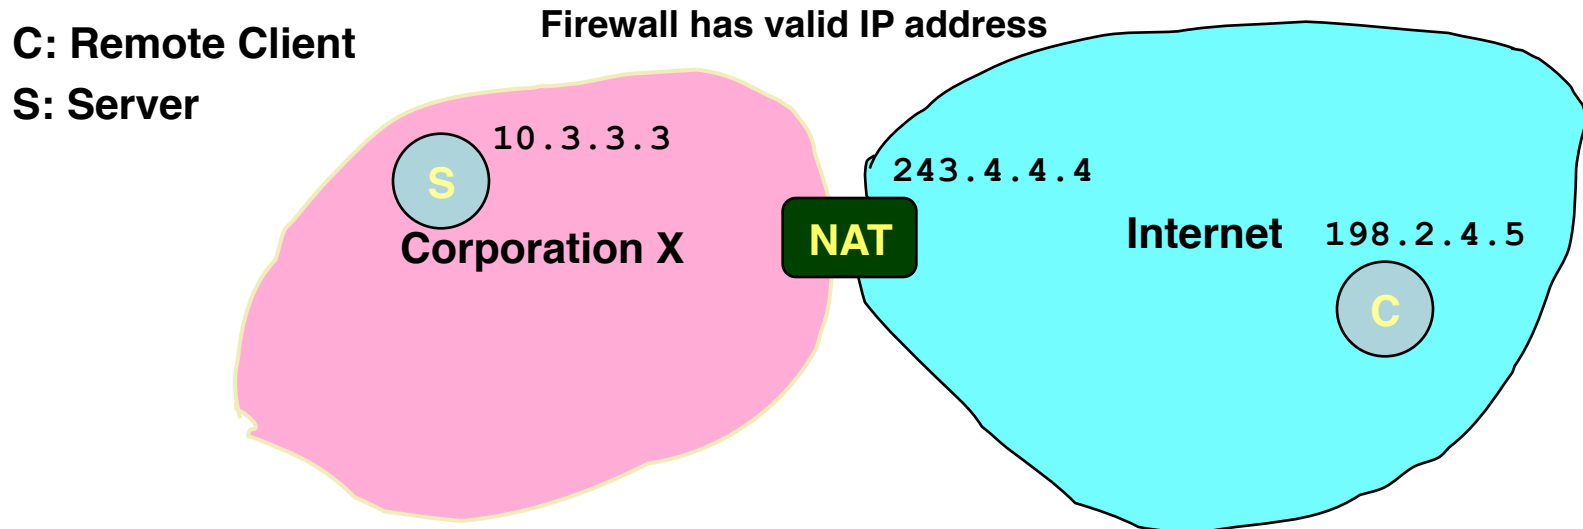 Firewall has valid IP address
C: Remote Client
S: Server
10.3.3.3
S
Corporation X
NAT
243.4.4.4
Internet
198.2.4.5
C